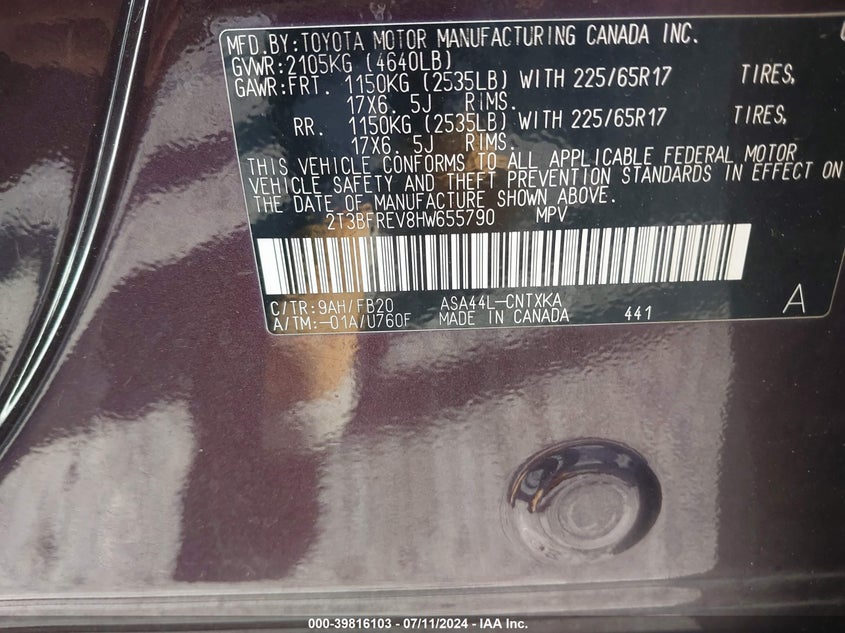 MFD.BY:TOYOTA MOTOR MANUFACTURING CANADA INC.
GVWR:2105KG (4640LB)
GAWR:FRT. 1150KG (2535LB) WITH 225/65R17 TIRES,
17X6. 5J RIMS.
RR. 1150KG (2535LB) WITH 225/65R17 TIRES,
17X6. 5J RIMS.
THIS VEHICLE CONFORMS TO ALL APPLICABLE FEDERAL MOTOR
VEHICLE SAFETY AND THEFT PREVENTION STANDARDS IN EFFECT ON
THE DATE OF MANUFACTURE SHOWN ABOVE.
2T3BFREV8HW655790 MPV
C/TR:9AH/FB20 ASA44L-CNTXKA
A/TM:-01A/U760F MADE IN CANADA 441 A
000-39816103 - 07/11/2024 - IAA Inc.